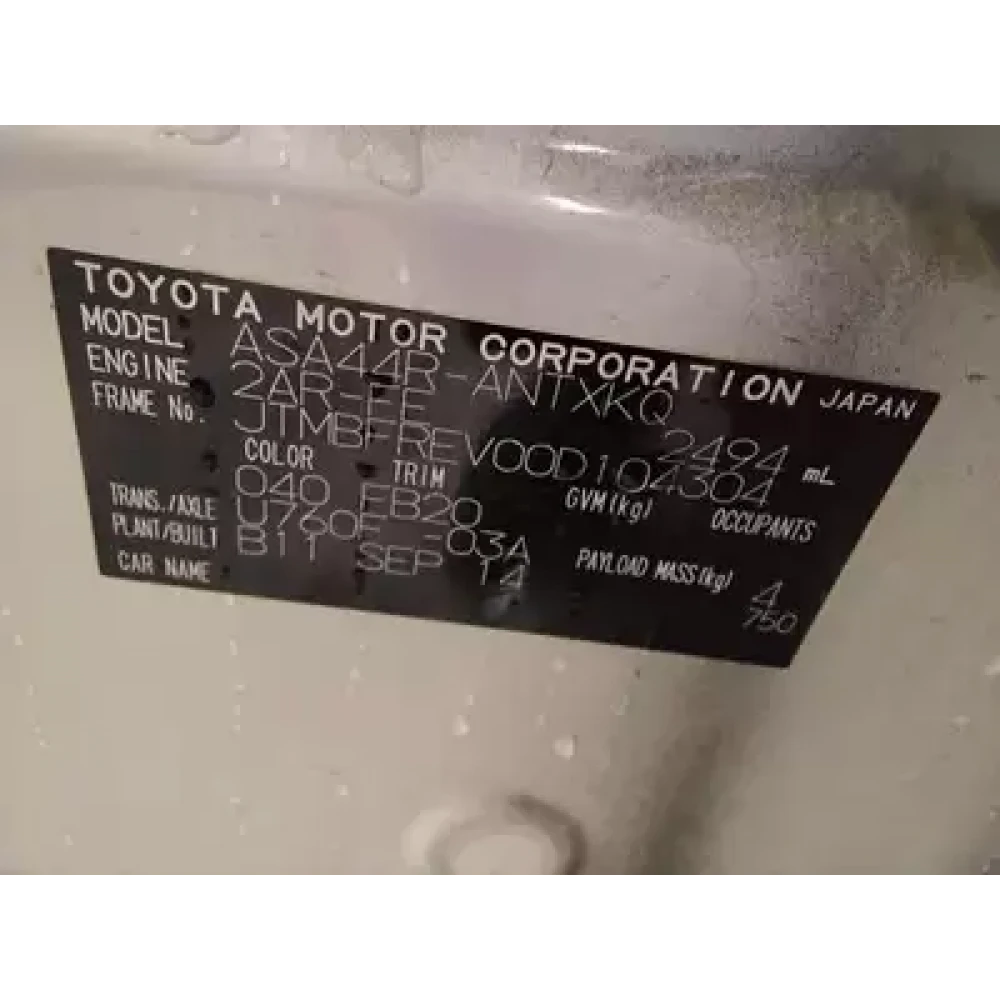 TOYOTA MOTOR CORPORATION JAPAN
MODEL ASA44R-ANTXKQ
ENGINE 2AR-FE 2494 mL
FRAME No. JTMBFREV00D104304
COLOR TRIM GVM(kg) OCCUPANTS
040 FB20
TRANS./AXLE U760F -03A PAYLOAD MASS(kg) 4
PLANT/BUILT B11 SEP 14 750
CAR NAME